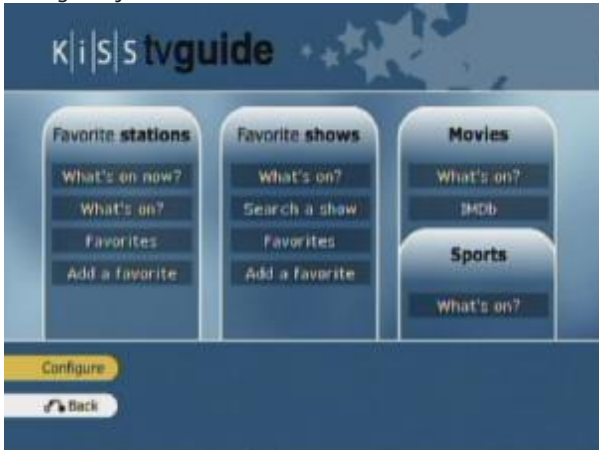 K|i|S|S tvguide
Favorite stations
What's on now?
What's on?
Favorites
Add a favorite
Favorite shows
What's on?
Search a show
Favorites
Add a favorite
Movies
What's on?
IMDb
Sports
What's on?
Configure
Back